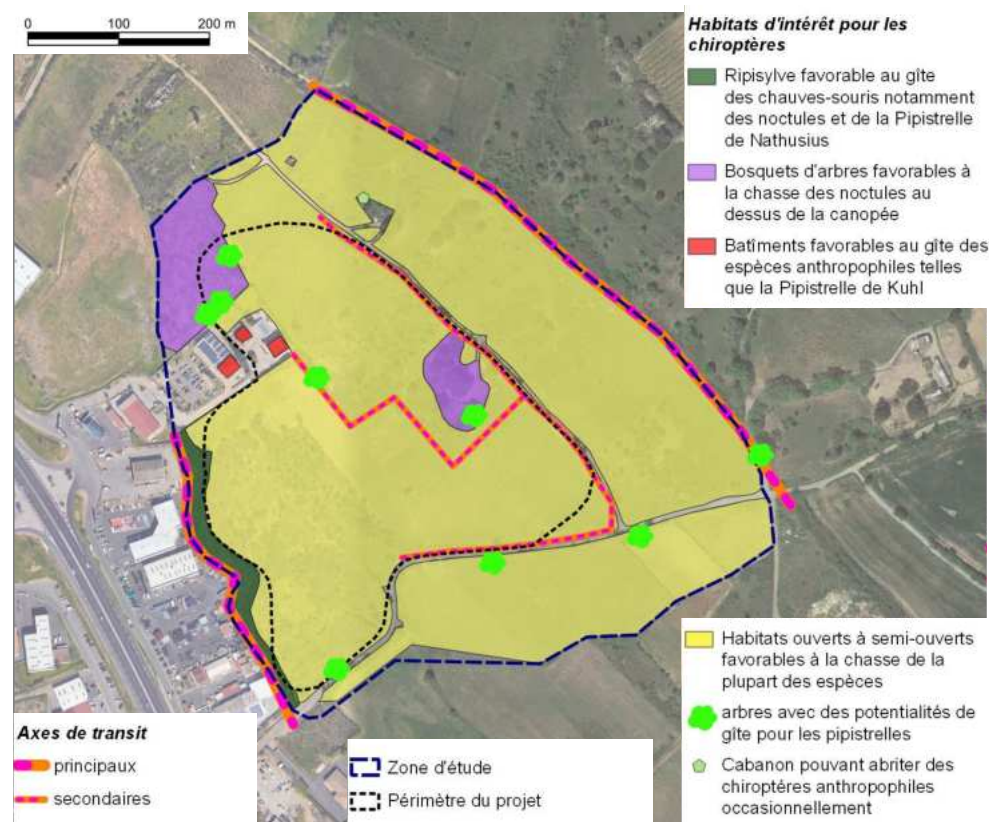 0 100 200 m
Habitats d'intérêt pour les
chiroptères
Ripisylve favorable au gîte
des chauves-souris notamment
des noctules et de la Pipistrelle
de Nathusius
Bosquets d'arbres favorables à
la chasse des noctules au
dessus de la canopée
Batîments favorables au gîte des
espèces anthropophiles telles
que la Pipistrelle de Kuhl
Habitats ouverts à semi-ouverts
favorables à la chasse de la
plupart des espèces
arbres avec des potentialités de
gîte pour les pipistrelles
Cabanon pouvant abriter des
chiroptères anthropophiles
occasionnellement
Axes de transit
principaux
secondaires
Zone d'étude
Périmètre du projet